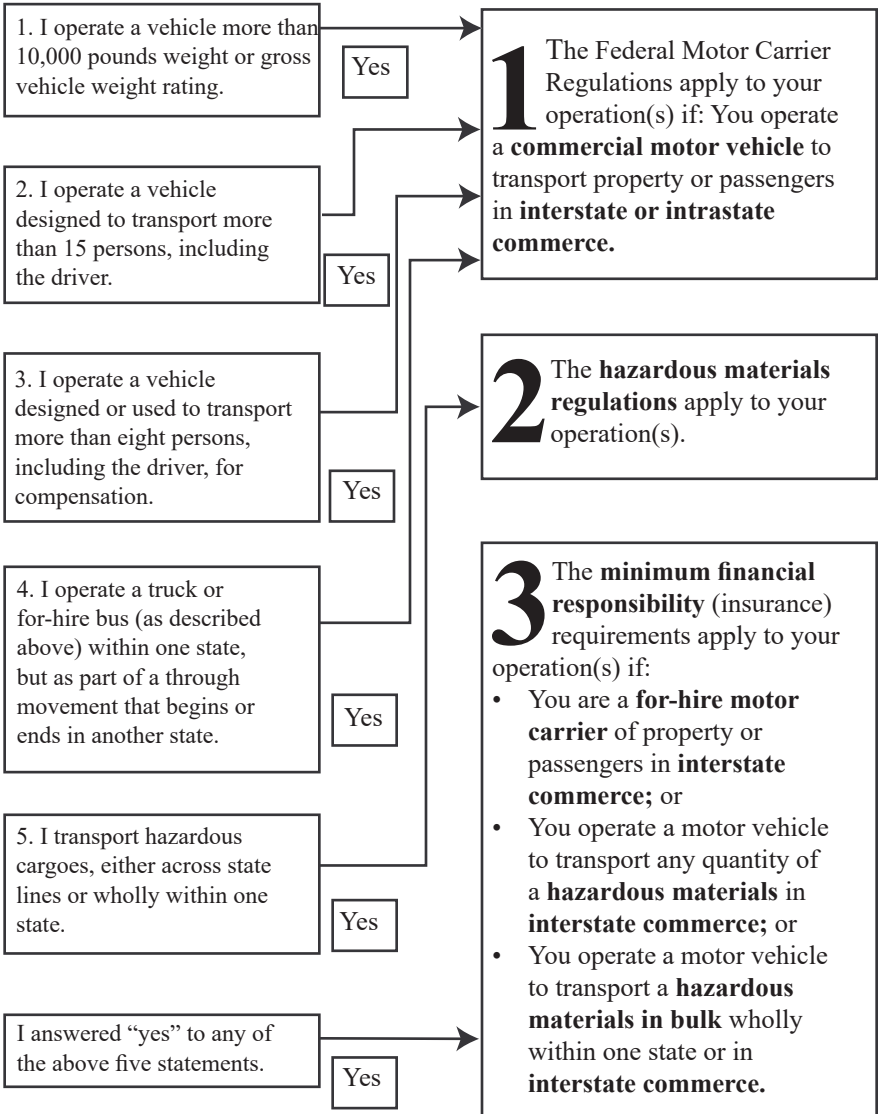 1. I operate a vehicle more than
10,000 pounds weight or gross
vehicle weight rating.
Yes
2. I operate a vehicle
designed to transport more
than 15 persons, including
the driver.
Yes
3. I operate a vehicle
designed or used to transport
more than eight persons,
including the driver, for
compensation.
Yes
4. I operate a truck or
for-hire bus (as described
above) within one state,
but as part of a through
movement that begins or
ends in another state.
Yes
5. I transport hazardous
cargoes, either across state
lines or wholly within one
state.
Yes
I answered “yes” to any of
the above five statements.
Yes
1 The Federal Motor Carrier
Regulations apply to your
operation(s) if: You operate
a commercial motor vehicle to
transport property or passengers
in interstate or intrastate
commerce.
2 The hazardous materials
regulations apply to your
operation(s).
3 The minimum financial
responsibility (insurance)
requirements apply to your
operation(s) if:
• You are a for-hire motor
carrier of property or
passengers in interstate
commerce; or
• You operate a motor vehicle
to transport any quantity of
a hazardous materials in
interstate commerce; or
• You operate a motor vehicle
to transport a hazardous
materials in bulk wholly
within one state or in
interstate commerce.